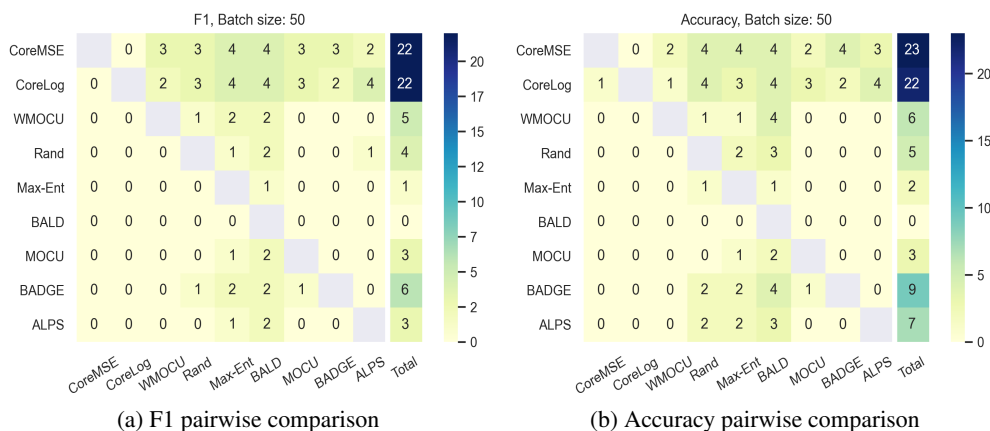 F1, Batch size: 50
CoreMSE 0 3 3 4 4 3 3 2 22
CoreLog 0 2 3 4 4 3 2 4 22
WMOCU 0 0 1 2 2 0 0 0 5
Rand 0 0 0 1 2 0 0 1 4
Max-Ent 0 0 0 0 1 0 0 0 1
BALD 0 0 0 0 0 0 0 0 0
MOCU 0 0 0 0 1 2 0 0 3
BADGE 0 0 0 1 2 2 1 0 6
ALPS 0 0 0 0 1 2 0 0 3
CoreMSE CoreLog WMOCU Rand Max-Ent BALD MOCU BADGE ALPS Total
20
17
15
12
10
7
5
2
0
(a) F1 pairwise comparison
Accuracy, Batch size: 50
CoreMSE 0 2 4 4 4 2 4 3 23
CoreLog 1 1 4 3 4 3 2 4 22
WMOCU 0 0 1 1 4 0 0 0 6
Rand 0 0 0 2 3 0 0 0 5
Max-Ent 0 0 0 1 1 0 0 0 2
BALD 0 0 0 0 0 0 0 0 0
MOCU 0 0 0 0 1 2 0 0 3
BADGE 0 0 0 2 2 4 1 0 9
ALPS 0 0 0 2 2 3 0 0 7
CoreMSE CoreLog WMOCU Rand Max-Ent BALD MOCU BADGE ALPS Total
20
15
10
5
0
(b) Accuracy pairwise comparison